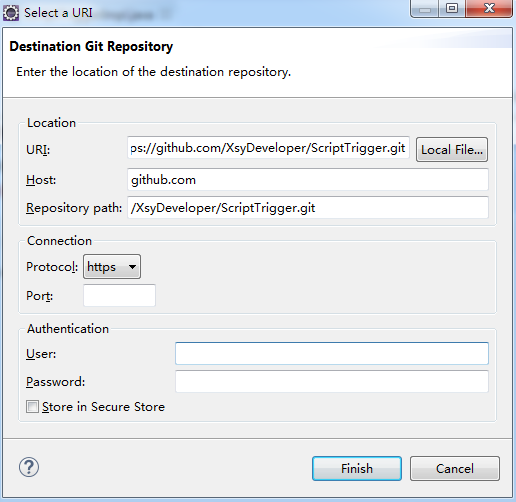 Select a URI
Destination Git Repository
Enter the location of the destination repository.
Location
URI: ps://github.com/XsyDeveloper/ScriptTrigger.git Local File...
Host: github.com
Repository path: /XsyDeveloper/ScriptTrigger.git
Connection
Protocol: https
Port:
Authentication
User:
Password:
Store in Secure Store
? Finish Cancel